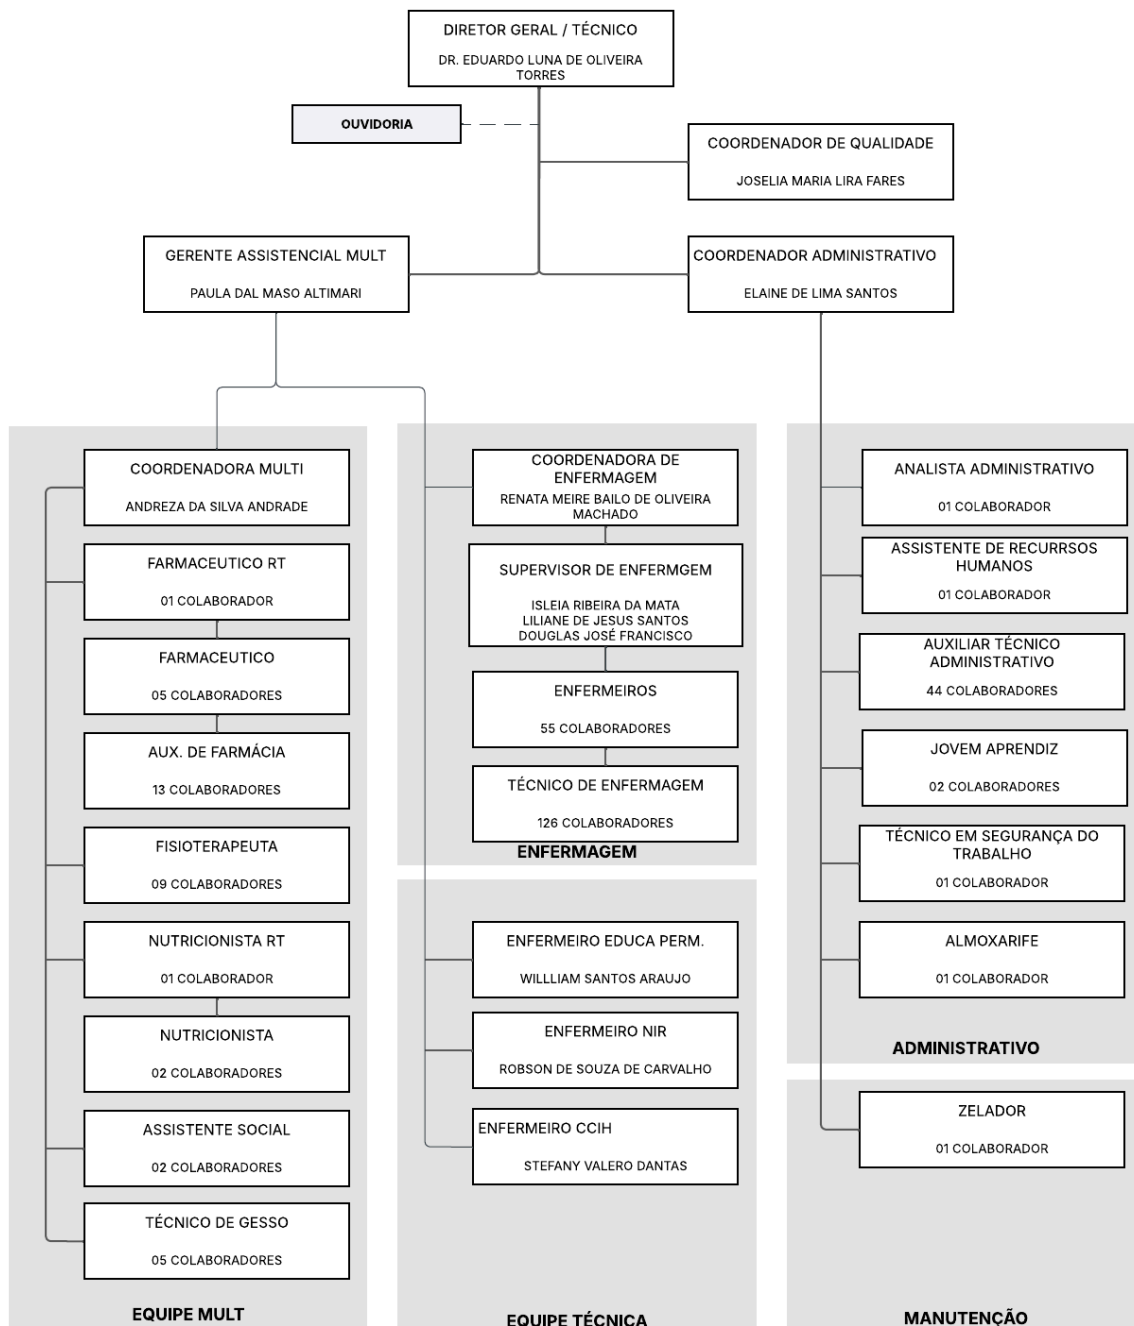 DIRETOR GERAL / TÉCNICO
DR. EDUARDO LUNA DE OLIVEIRA
TORRES
OUVIDORIA
COORDENADOR DE QUALIDADE
JOSELIA MARIA LIRA FARES
GERENTE ASSISTENCIAL MULT
PAULA DAL MASO ALTIMARI
COORDENADOR ADMINISTRATIVO
ELAINE DE LIMA SANTOS
COORDENADORA MULTI
ANDREZA DA SILVA ANDRADE
FARMACEUTICO RT
01 COLABORADOR
FARMACEUTICO
05 COLABORADORES
AUX. DE FARMÁCIA
13 COLABORADORES
FISIOTERAPEUTA
09 COLABORADORES
NUTRICIONISTA RT
01 COLABORADOR
NUTRICIONISTA
02 COLABORADORES
ASSISTENTE SOCIAL
02 COLABORADORES
TÉCNICO DE GESSO
05 COLABORADORES
EQUIPE MULT
COORDENADORA DE
ENFERMAGEM
RENATA MEIRE BAILO DE OLIVEIRA
MACHADO
SUPERVISOR DE ENFERMGEM
ISLEIA RIBEIRA DA MATA
LILIANE DE JESUS SANTOS
DOUGLAS JOSÉ FRANCISCO
ENFERMEIROS
55 COLABORADORES
TÉCNICO DE ENFERMAGEM
126 COLABORADORES
ENFERMAGEM
ENFERMEIRO EDUCA PERM.
WILLLIAM SANTOS ARAUJO
ENFERMEIRO NIR
ROBSON DE SOUZA DE CARVALHO
ENFERMEIRO CCIH
STEFANY VALERO DANTAS
EQUIPE TÉCNICA
ANALISTA ADMINISTRATIVO
01 COLABORADOR
ASSISTENTE DE RECURRSOS
HUMANOS
01 COLABORADOR
AUXILIAR TÉCNICO
ADMINISTRATIVO
44 COLABORADORES
JOVEM APRENDIZ
02 COLABORADORES
TÉCNICO EM SEGURANÇA DO
TRABALHO
01 COLABORADOR
ALMOXARIFE
01 COLABORADOR
ADMINISTRATIVO
ZELADOR
01 COLABORADOR
MANUTENÇÃO